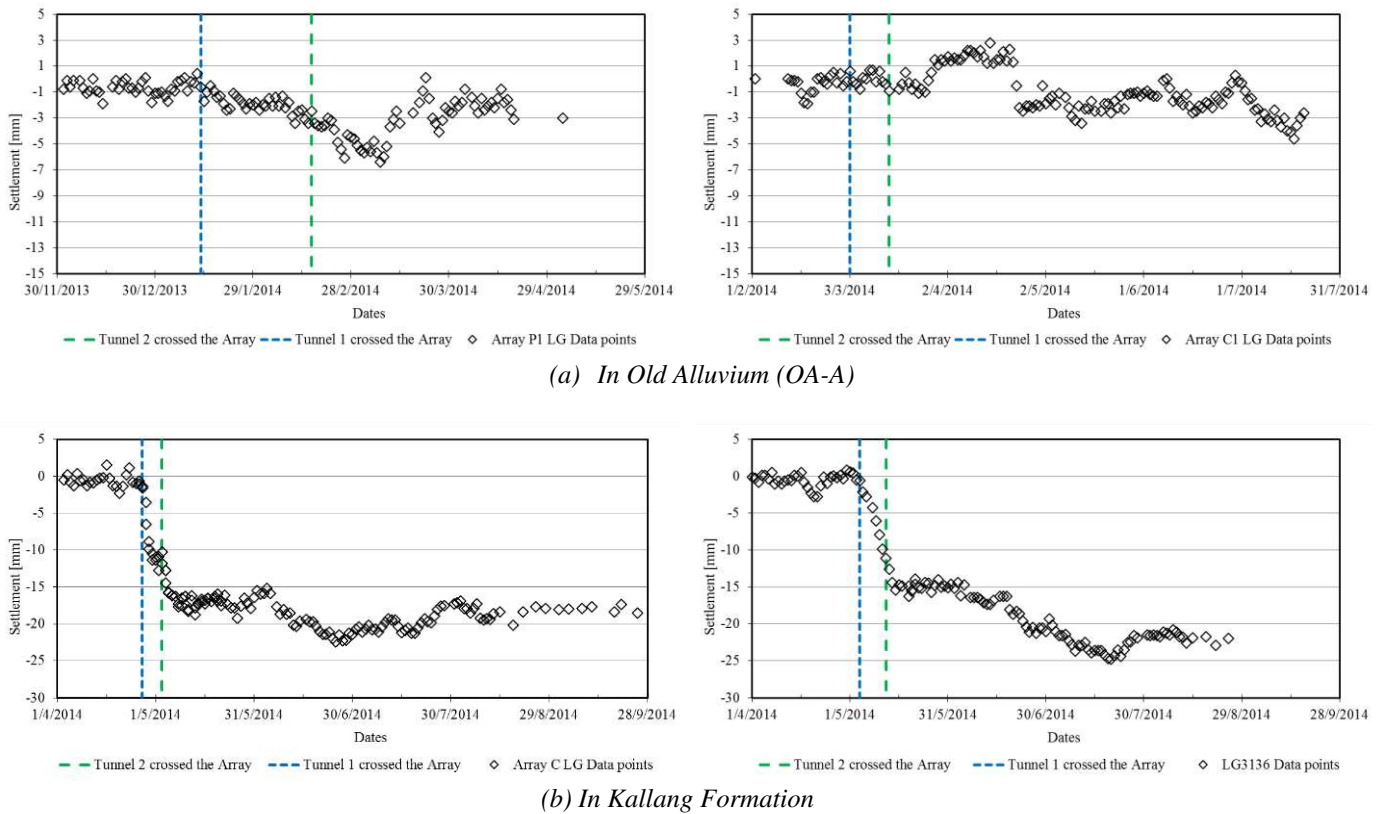 5
3
1
-1
-3
-5
-7
-9
-11
-13
-15
Settlement [mm]
30/11/2013 30/12/2013 29/1/2014 28/2/2014 30/3/2014 29/4/2014 29/5/2014
Dates
Tunnel 2 crossed the Array Tunnel 1 crossed the Array Array P1 LG Data points
5
3
1
-1
-3
-5
-7
-9
-11
-13
-15
Settlement [mm]
1/2/2014 3/3/2014 2/4/2014 2/5/2014 1/6/2014 1/7/2014 31/7/2014
Dates
Tunnel 2 crossed the Array Tunnel 1 crossed the Array Array C1 LG Data points
(a) In Old Alluvium (OA-A)
5
0
-5
-10
-15
-20
-25
-30
Settlement [mm]
1/4/2014 1/5/2014 31/5/2014 30/6/2014 30/7/2014 29/8/2014 28/9/2014
Dates
Tunnel 2 crossed the Array Tunnel 1 crossed the Array Array C LG Data points
5
0
-5
-10
-15
-20
-25
-30
Settlement [mm]
1/4/2014 1/5/2014 31/5/2014 30/6/2014 30/7/2014 29/8/2014 28/9/2014
Dates
Tunnel 2 crossed the Array Tunnel 1 crossed the Array LG3136 Data points
(b) In Kallang Formation